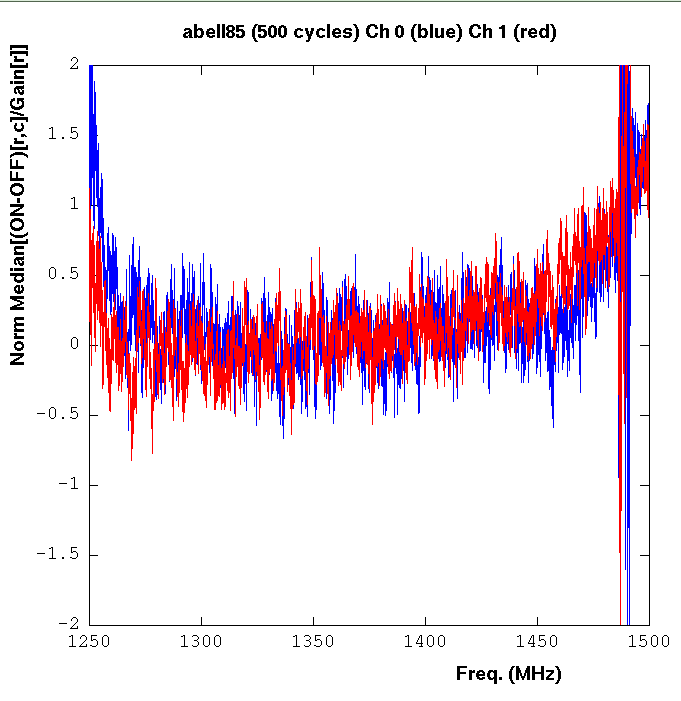 abell85 (500 cycles) Ch 0 (blue) Ch 1 (red)
Norm Median[(ON-OFF)[r,c]/Gain[r]]
2
1.5
1
0.5
0
-0.5
-1
-1.5
-2
1250 1300 1350 1400 1450 1500
Freq. (MHz)